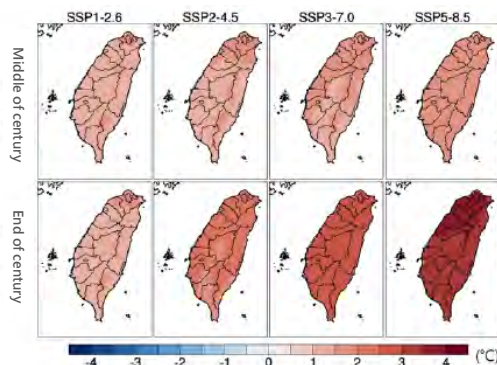 SSP1-2.6 SSP2-4.5 SSP3-7.0 SSP5-8.5
Middle of century
End of century
-4 -3 -2 -1 0 1 2 3 4 (°C)